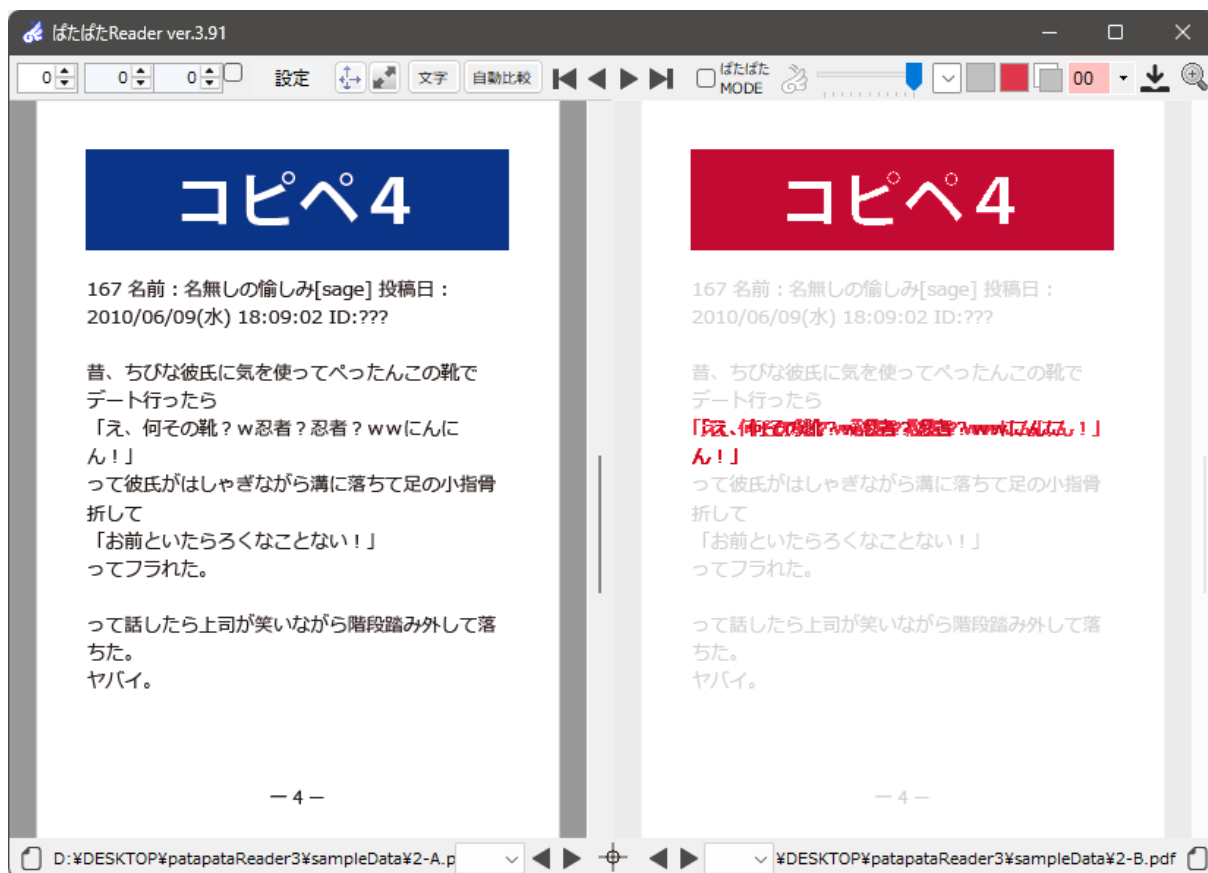 ぱたぱたReader ver.3.91
0 0 0 設定 文字 自動比較 ぱたぱた MODE 00
コピペ４
167 名前：名無しの愉しみ[sage] 投稿日：
2010/06/09(水) 18:09:02 ID:???
昔、ちびな彼氏に気を使ってぺったんこの靴で
デート行ったら
「え、何その靴？ｗ忍者？忍者？ｗｗにんに
ん！」
って彼氏がはしゃぎながら溝に落ちて足の小指骨
折して
「お前といたらろくなことない！」
ってフラれた。
って話したら上司が笑いながら階段踏み外して落
ちた。
ヤバイ。
－ 4 －
コピペ４
167 名前：名無しの愉しみ[sage] 投稿日：
2010/06/09(水) 18:09:02 ID:???
昔、ちびな彼氏に気を使ってぺったんこの靴で
デート行ったら
ん！」
って彼氏がはしゃぎながら溝に落ちて足の小指骨
折して
「お前といたらろくなことない！」
ってフラれた。
って話したら上司が笑いながら階段踏み外して落
ちた。
ヤバイ。
－ 4 －
D:¥DESKTOP¥patapataReader3¥sampleData¥2-A.p
¥DESKTOP¥patapataReader3¥sampleData¥2-B.pdf